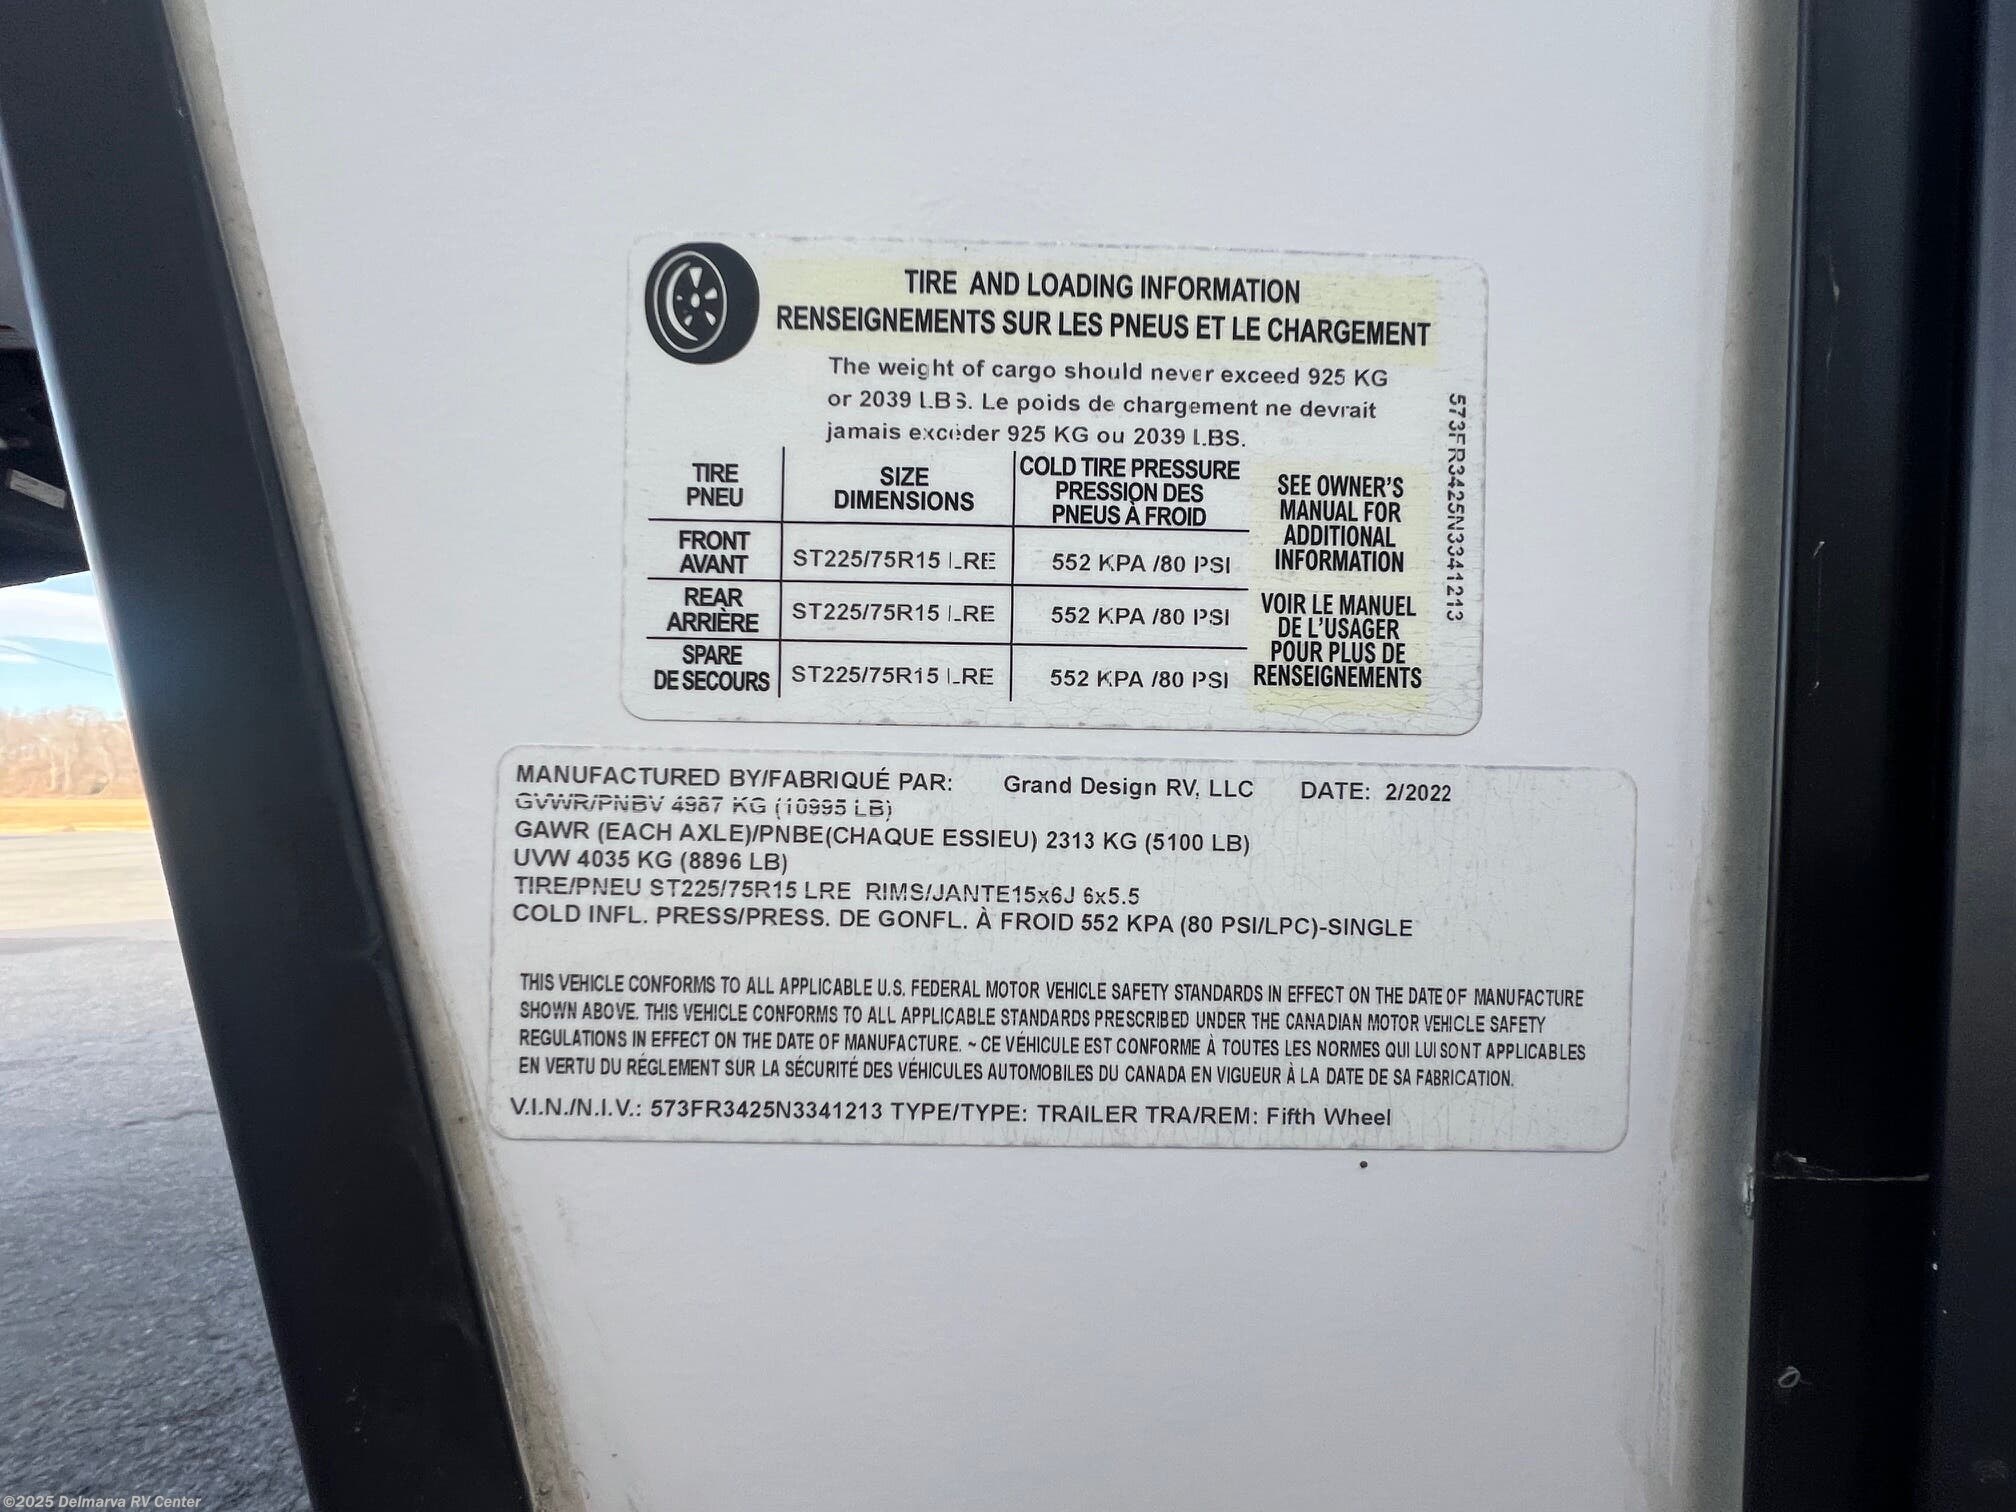 TIRE AND LOADING INFORMATION
RENSEIGNEMENTS SUR LES PNEUS ET LE CHARGEMENT
The weight of cargo should never exceed 925 KG
or 2039 LBS. Le poids de chargement ne devrait
jamais excéder 925 KG ou 2039 LBS.
TIRE
PNEU
SIZE
DIMENSIONS
COLD TIRE PRESSURE
PRESSION DES
PNEUS À FROID
FRONT
AVANT
ST225/75R15 LRE
552 KPA /80 PSI
REAR
ARRIÈRE
ST225/75R15 LRE
552 KPA /80 PSI
SPARE
DE SECOURS
ST225/75R15 LRE
552 KPA /80 PSI
SEE OWNER'S
MANUAL FOR
ADDITIONAL
INFORMATION
VOIR LE MANUEL
DE L'USAGER
POUR PLUS DE
RENSEIGNEMENTS
573FR3425N3341213
MANUFACTURED BY/FABRIQUÉ PAR: Grand Design RV, LLC DATE: 2/2022
GVWR/PNBV 4987 KG (10995 LB)
GAWR (EACH AXLE)/PNBE(CHAQUE ESSIEU) 2313 KG (5100 LB)
UVW 4035 KG (8896 LB)
TIRE/PNEU ST225/75R15 LRE RIMS/JANTE15x6J 6x5.5
COLD INFL. PRESS/PRESS. DE GONFL. À FROID 552 KPA (80 PSI/LPC)-SINGLE
THIS VEHICLE CONFORMS TO ALL APPLICABLE U.S. FEDERAL MOTOR VEHICLE SAFETY STANDARDS IN EFFECT ON THE DATE OF MANUFACTURE
SHOWN ABOVE. THIS VEHICLE CONFORMS TO ALL APPLICABLE STANDARDS PRESCRIBED UNDER THE CANADIAN MOTOR VEHICLE SAFETY
REGULATIONS IN EFFECT ON THE DATE OF MANUFACTURE. ~ CE VÉHICULE EST CONFORME À TOUTES LES NORMES QUI LUI SONT APPLICABLES
EN VERTU DU RÉGLEMENT SUR LA SÉCURITÉ DES VÉHICULES AUTOMOBILES DU CANADA EN VIGUEUR À LA DATE DE SA FABRICATION.
V.I.N./N.I.V.: 573FR3425N3341213 TYPE/TYPE: TRAILER TRA/REM: Fifth Wheel
©2025 Delmarva RV Center